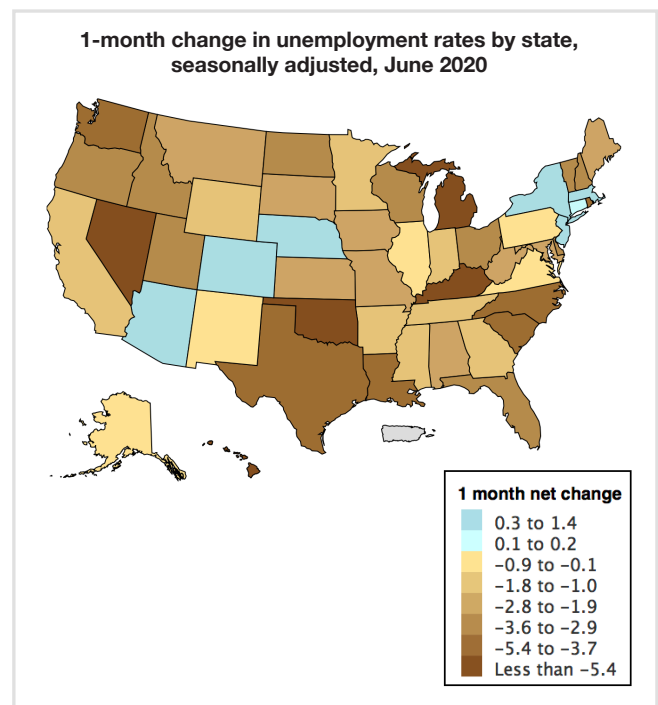 1-month change in unemployment rates by state,
seasonally adjusted, June 2020
1 month net change
0.3 to 1.4
0.1 to 0.2
−0.9 to −0.1
−1.8 to −1.0
−2.8 to −1.9
−3.6 to −2.9
−5.4 to −3.7
Less than −5.4